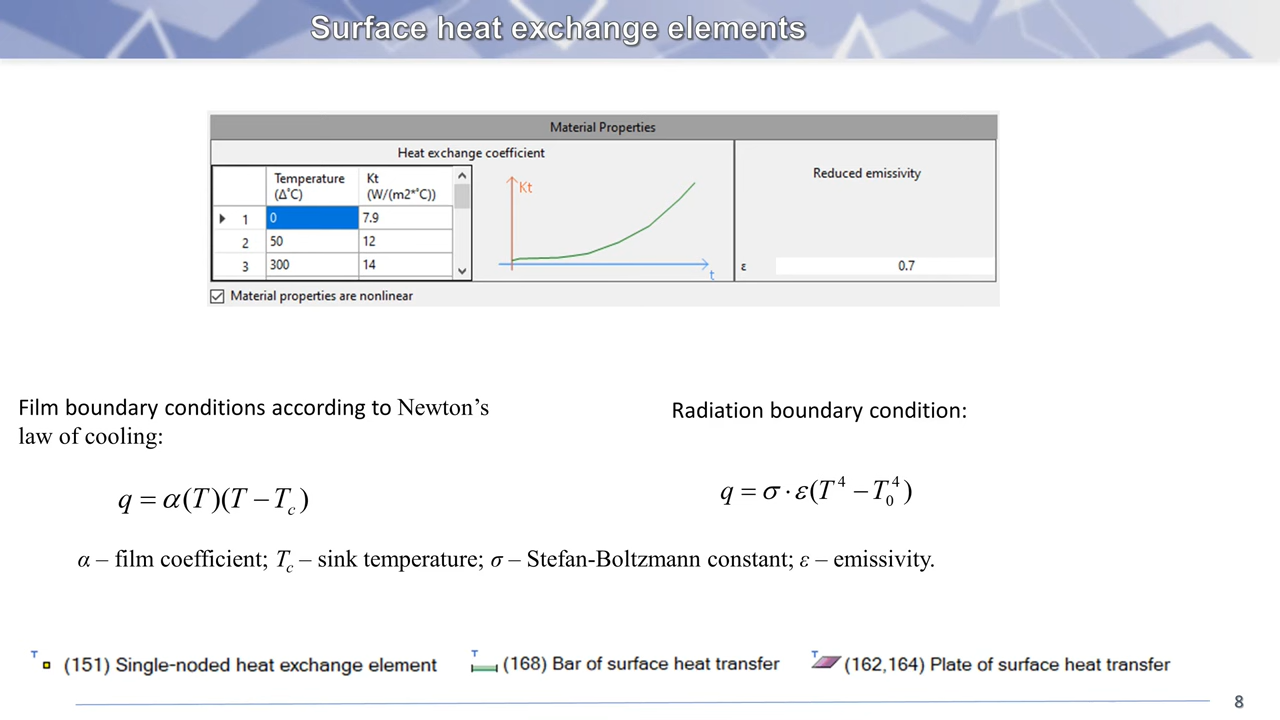 Surface heat exchange elements
Material Properties
Heat exchange coefficient
Temperature (Δ°C) Kt (W/(m2*°C))
1 0 7.9
2 50 12
3 300 14
Kt
t
Reduced emissivity
ε 0.7
Material properties are nonlinear
Film boundary conditions according to Newton’s
law of cooling:
q = α(T)(T − Tc)
Radiation boundary condition:
q = σ · ε(T⁴ − T₀⁴)
α – film coefficient; Tc – sink temperature; σ – Stefan-Boltzmann constant; ε – emissivity.
T (151) Single-noded heat exchange element
T (168) Bar of surface heat transfer
T (162,164) Plate of surface heat transfer
8